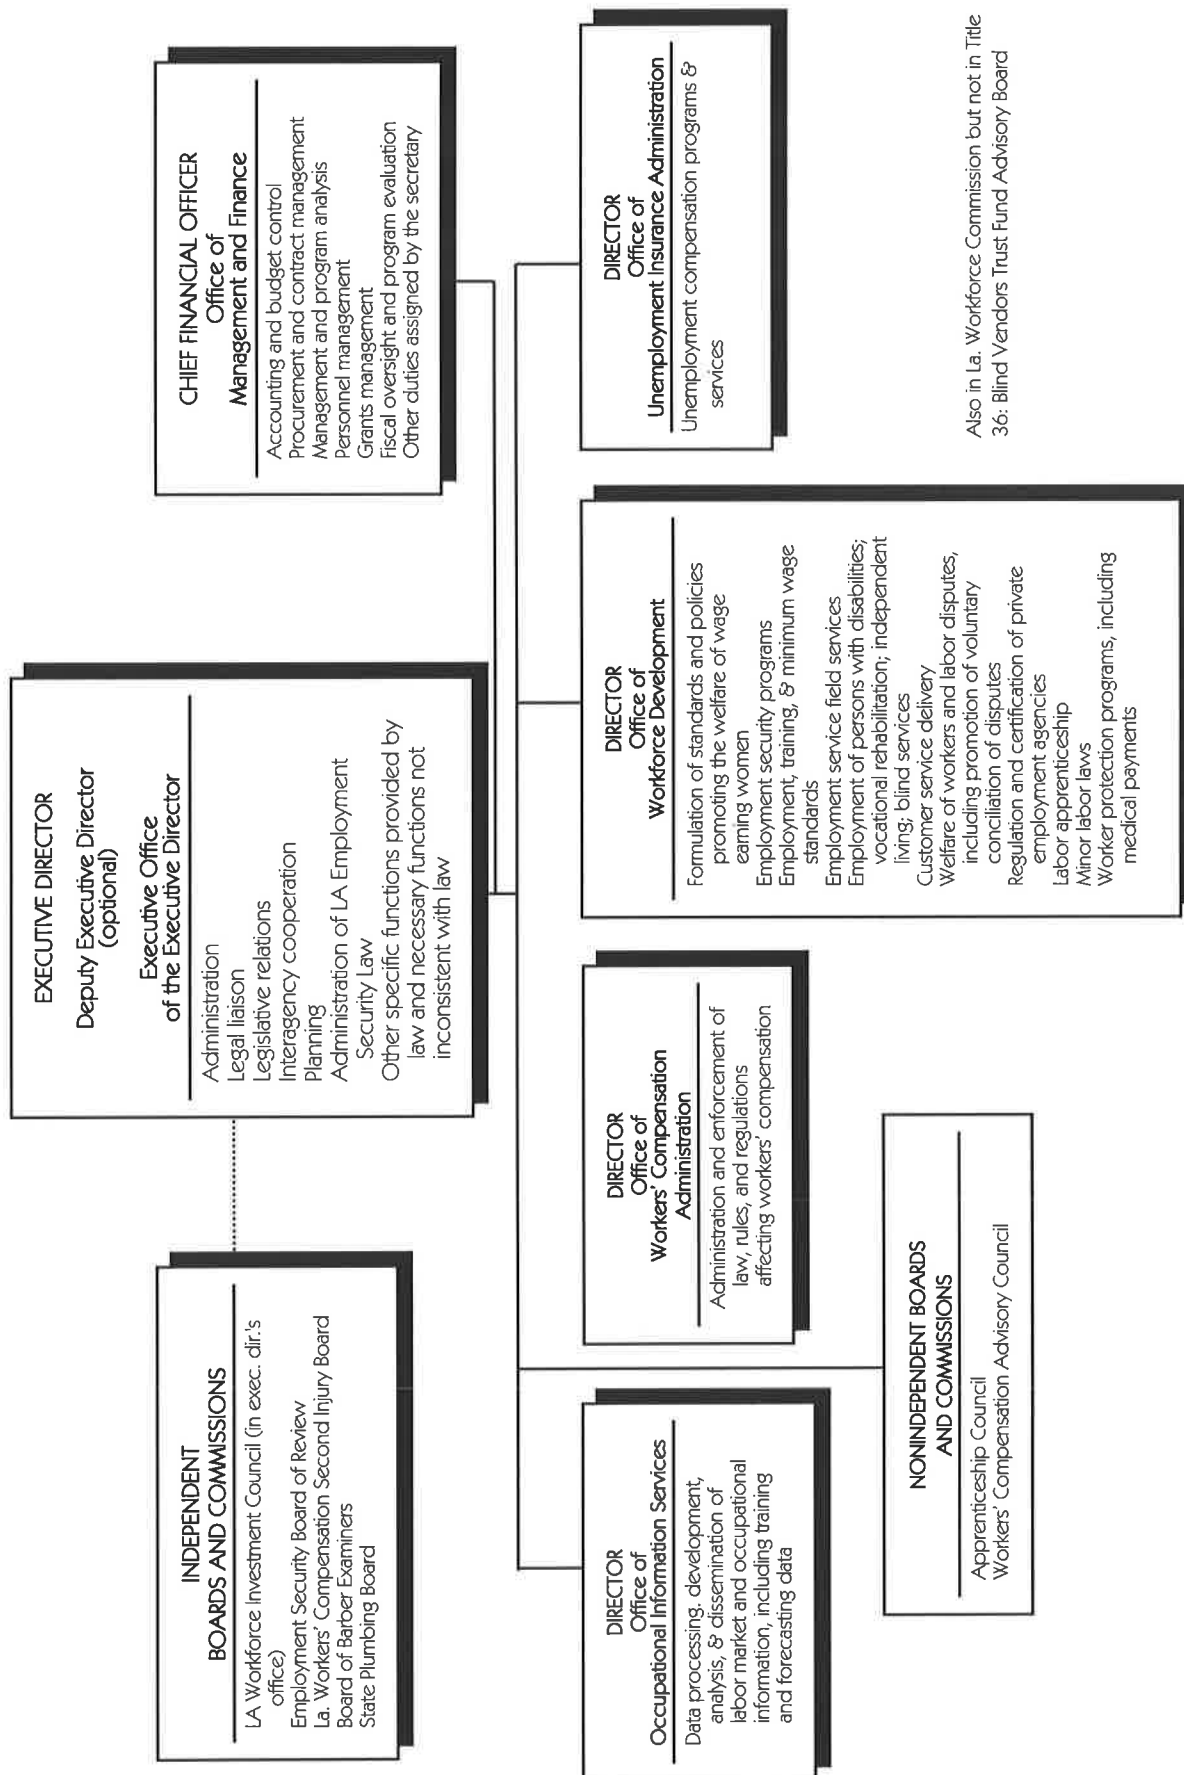 EXECUTIVE DIRECTOR
Deputy Executive Director
(optional)
Executive Office
of the Executive Director
Administration
Legal liaison
Legislative relations
Interagency cooperation
Planning
Administration of LA Employment
Security Law
Other specific functions provided by
law and necessary functions not
inconsistent with law
INDEPENDENT
BOARDS AND COMMISSIONS
LA Workforce Investment Council (in exec. dir.'s
office)
Employment Security Board of Review
La. Workers' Compensation Second Injury Board
Board of Barber Examiners
State Plumbing Board
CHIEF FINANCIAL OFFICER
Office of
Management and Finance
Accounting and budget control
Procurement and contract management
Management and program analysis
Personnel management
Grants management
Fiscal oversight and program evaluation
Other duties assigned by the secretary
DIRECTOR
Office of
Occupational Information Services
Data processing, development,
analysis, & dissemination of
labor market and occupational
information, including training
and forecasting data
DIRECTOR
Office of
Workers' Compensation
Administration
Administration and enforcement of
law, rules, and regulations
affecting workers' compensation
DIRECTOR
Office of
Workforce Development
Formulation of standards and policies
promoting the welfare of wage
earning women
Employment security programs
Employment, training, & minimum wage
standards
Employment service field services
Employment of persons with disabilities;
vocational rehabilitation; independent
living; blind services
Customer service delivery
Welfare of workers and labor disputes,
including promotion of voluntary
conciliation of disputes
Regulation and certification of private
employment agencies
Labor apprenticeship
Minor labor laws
Worker protection programs, including
medical payments
DIRECTOR
Office of
Unemployment Insurance Administration
Unemployment compensation programs &
services
NONINDEPENDENT BOARDS
AND COMMISSIONS
Apprenticeship Council
Workers' Compensation Advisory Council
Also in La. Workforce Commission but not in Title
36: Blind Vendors Trust Fund Advisory Board